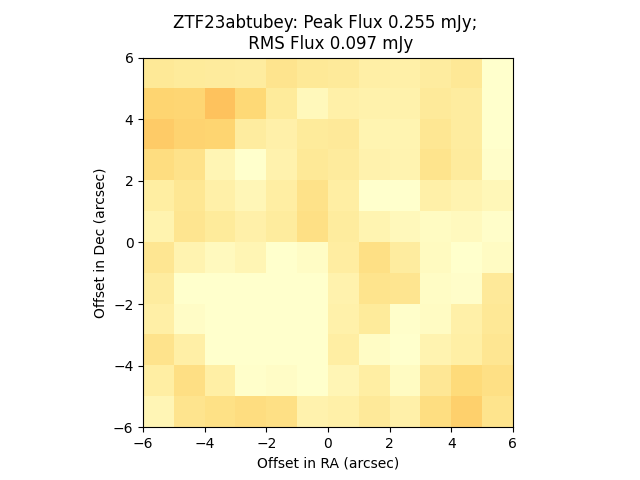 ZTF23abtubey: Peak Flux 0.255 mJy;
RMS Flux 0.097 mJy
6
4
2
0
−2
−4
−6
Offset in Dec (arcsec)
−6 −4 −2 0 2 4 6
Offset in RA (arcsec)